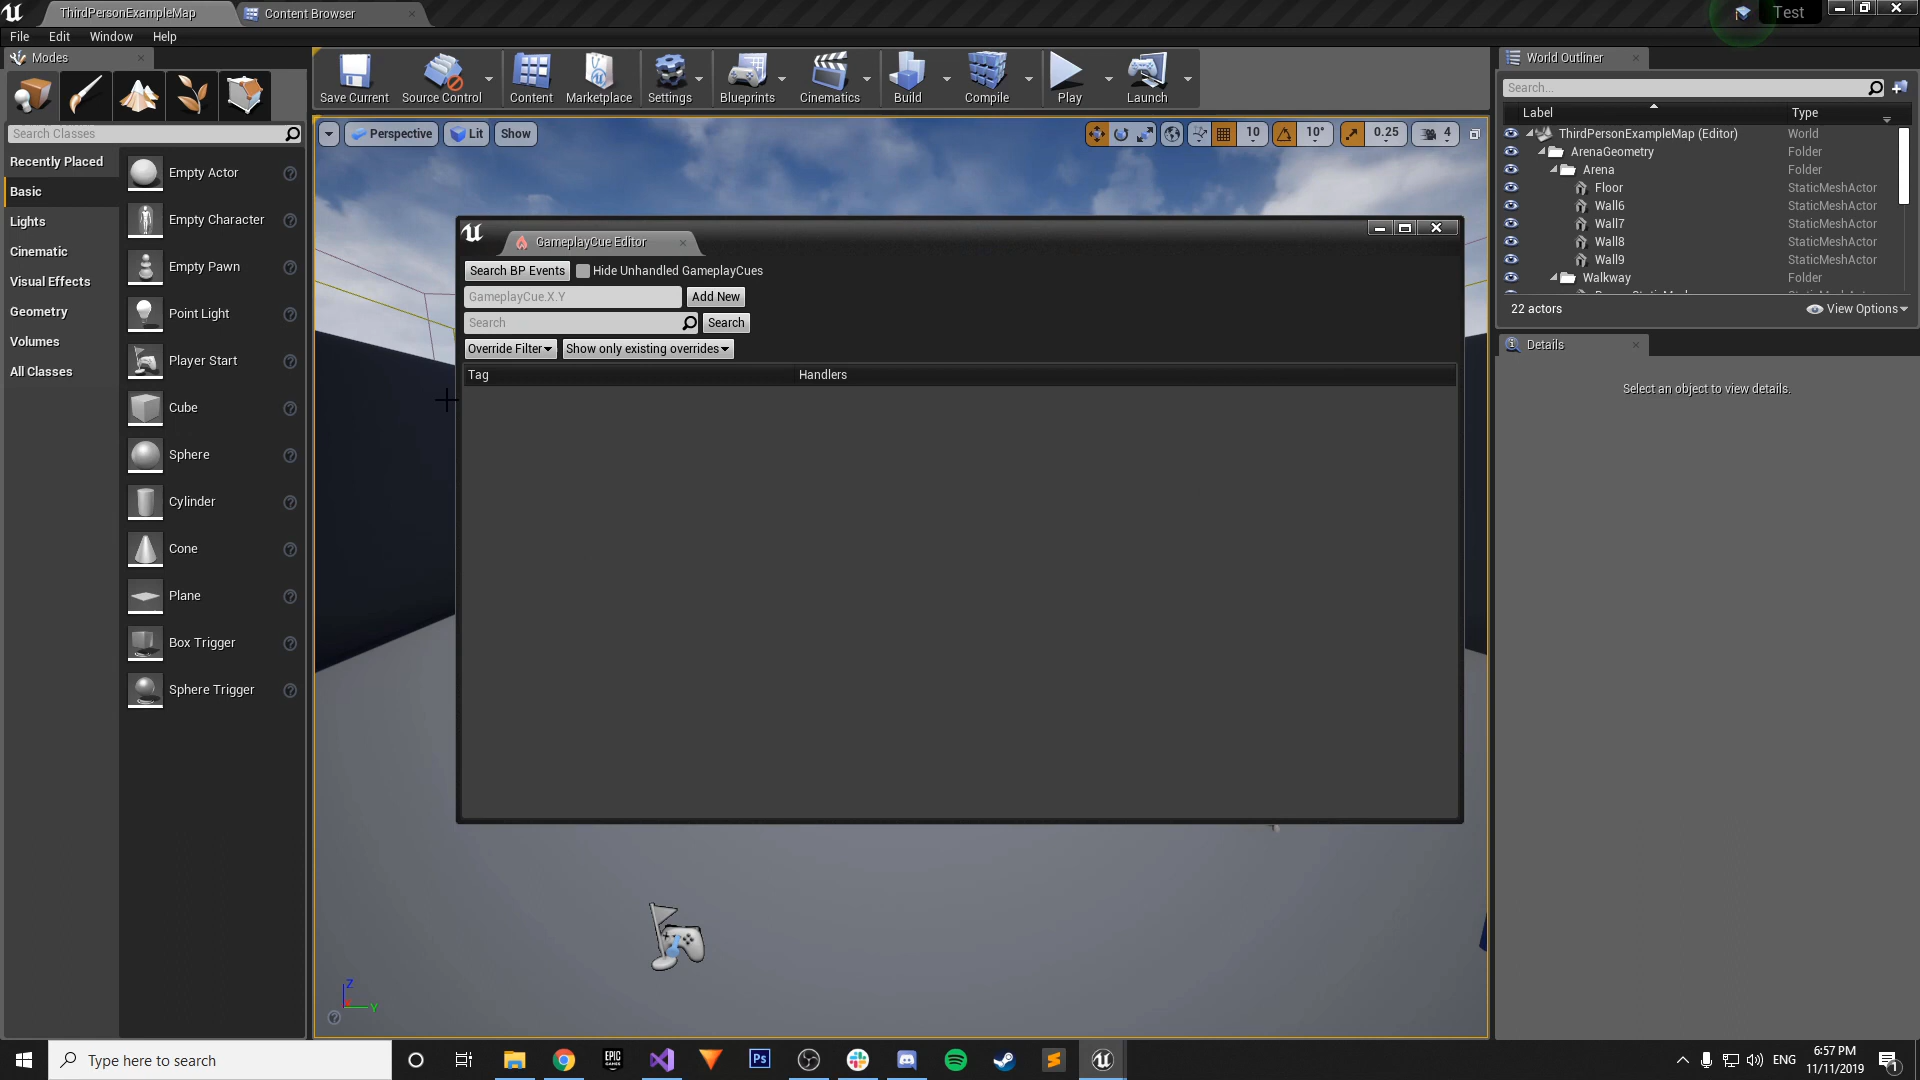 ThirdPersonExampleMap
Content Browser
Test
File Edit Window Help
Modes
Save Current
Source Control
Content
Marketplace
Settings
Blueprints
Cinematics
Build
Compile
Play
Launch
World Outliner
Search...
Label Type
Search Classes
Perspective Lit Show
10 10° 0.25 4
Recently Placed
Basic
Lights
Cinematic
Visual Effects
Geometry
Volumes
All Classes
Empty Actor
Empty Character
Empty Pawn
Point Light
Player Start
Cube
Sphere
Cylinder
Cone
Plane
Box Trigger
Sphere Trigger
GameplayCue Editor
Search BP Events Hide Unhandled GameplayCues
GameplayCue.X.Y Add New
Search Search
Override Filter Show only existing overrides
Tag Handlers
ThirdPersonExampleMap (Editor) World
ArenaGeometry Folder
Arena Folder
Floor StaticMeshActor
Wall6 StaticMeshActor
Wall7 StaticMeshActor
Wall8 StaticMeshActor
Wall9 StaticMeshActor
Walkway Folder
22 actors View Options
Details
Select an object to view details.
Z
Y
Type here to search
EPIC GAMES
Ps
ENG
6:57 PM
11/11/2019
1